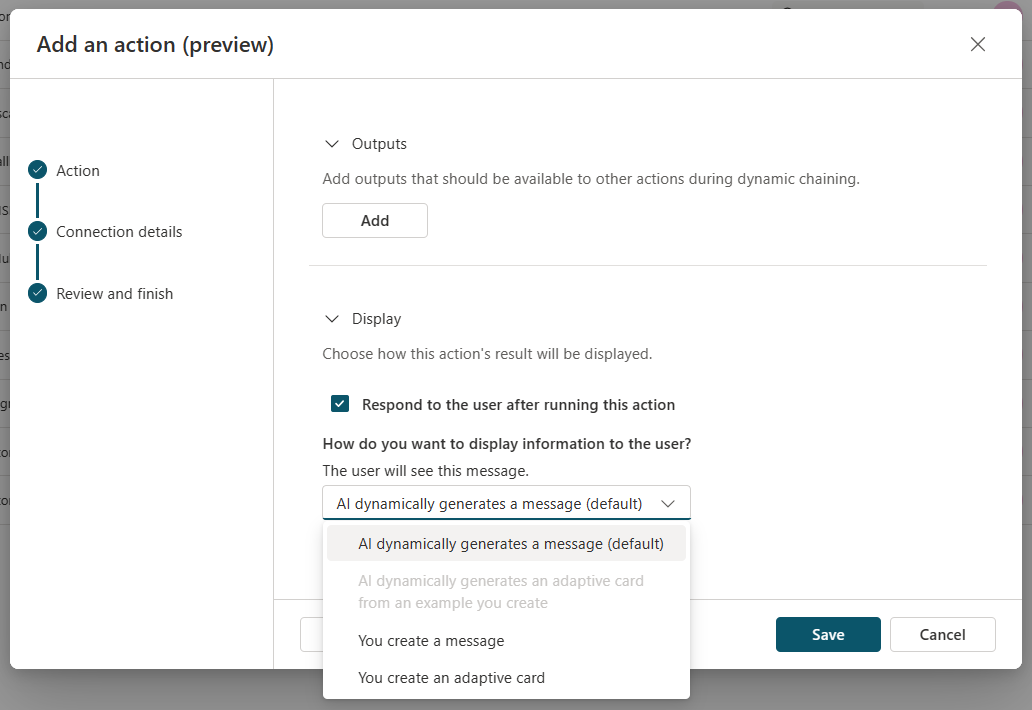 Add an action (preview)
Action
Connection details
Review and finish
Outputs
Add outputs that should be available to other actions during dynamic chaining.
Add
Display
Choose how this action's result will be displayed.
Respond to the user after running this action
How do you want to display information to the user?
The user will see this message.
AI dynamically generates a message (default)
AI dynamically generates a message (default)
AI dynamically generates an adaptive card
from an example you create
You create a message
You create an adaptive card
Save
Cancel